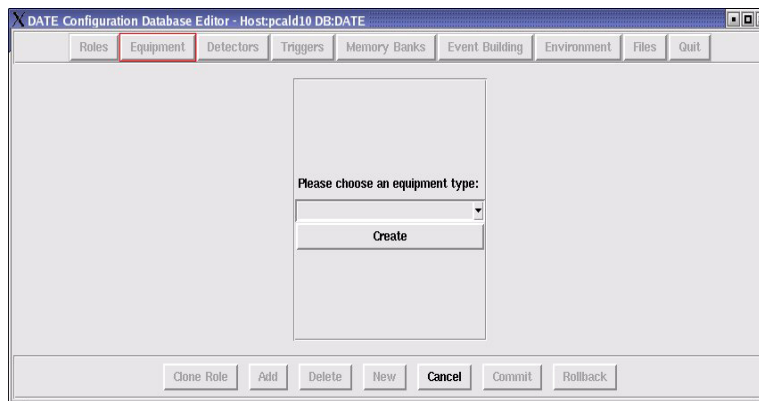 DATE Configuration Database Editor - Host:pcald10 DB:DATE
Roles Equipment Detectors Triggers Memory Banks Event Building Environment Files Quit
Please choose an equipment type:
Create
Clone Role Add Delete New Cancel Commit Rollback